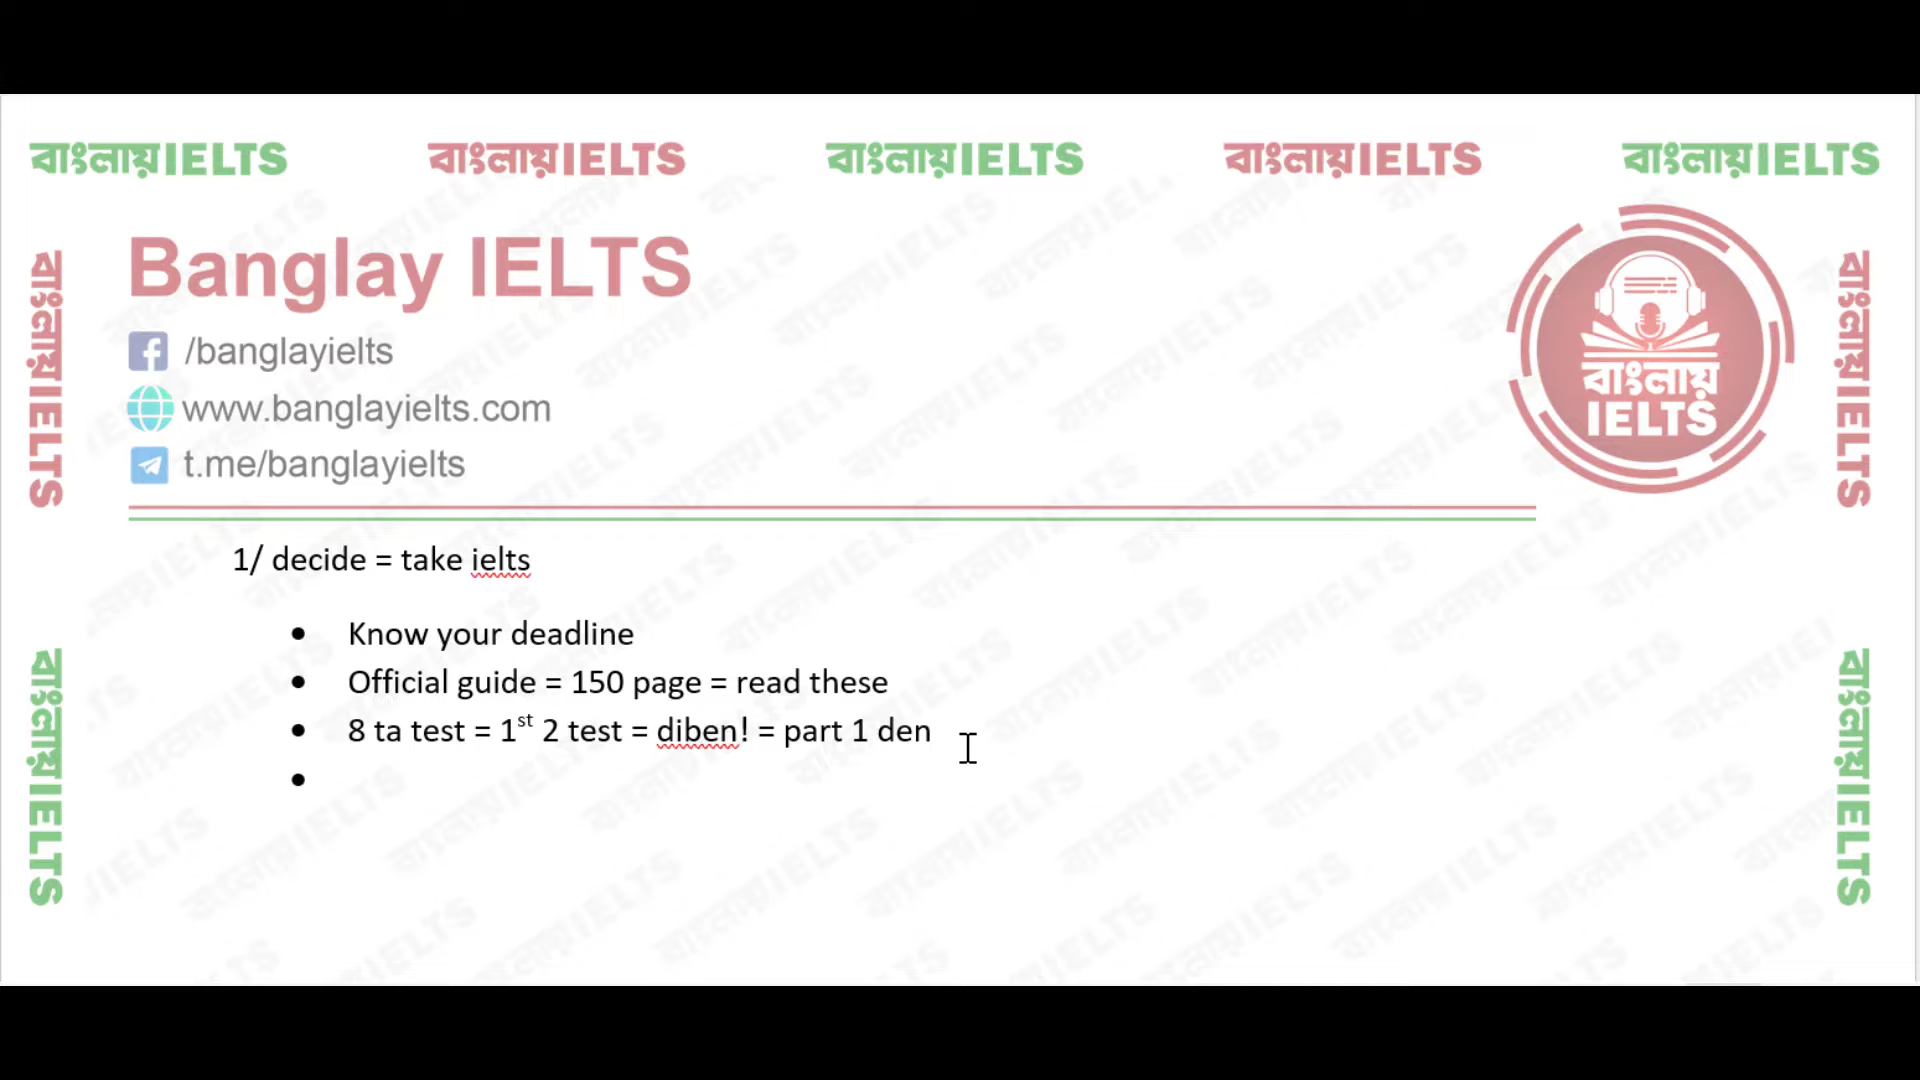 বাংলায়IELTS বাংলায়IELTS বাংলায়IELTS বাংলায়IELTS বাংলায়IELTS
Banglay IELTS
/banglayielts
www.banglayielts.com
t.me/banglayielts
বাংলায়
IELTS
বাংলায়IELTS
বাংলায়IELTS
বাংলায়IELTS
বাংলায়IELTS
1/ decide = take ielts
• Know your deadline
• Official guide = 150 page = read these
• 8 ta test = 1st 2 test = diben! = part 1 den
•